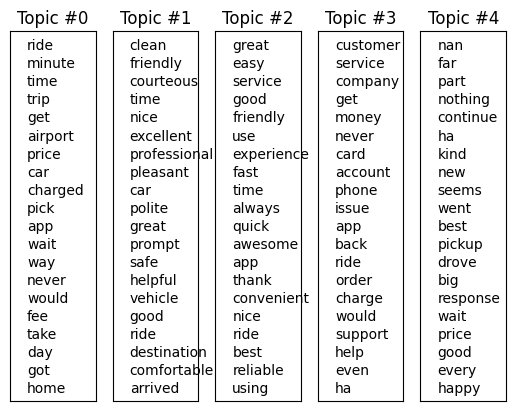 Topic #0
ride
minute
time
trip
get
airport
price
car
charged
pick
app
wait
way
never
would
fee
take
day
got
home
Topic #1
clean
friendly
courteous
time
nice
excellent
professional
pleasant
car
polite
great
prompt
safe
helpful
vehicle
good
ride
destination
comfortable
arrived
Topic #2
great
easy
service
good
friendly
use
experience
fast
time
always
quick
awesome
app
thank
convenient
nice
ride
best
reliable
using
Topic #3
customer
service
company
get
money
never
card
account
phone
issue
app
back
ride
order
charge
would
support
help
even
ha
Topic #4
nan
far
part
nothing
continue
ha
kind
new
seems
went
best
pickup
drove
big
response
wait
price
good
every
happy